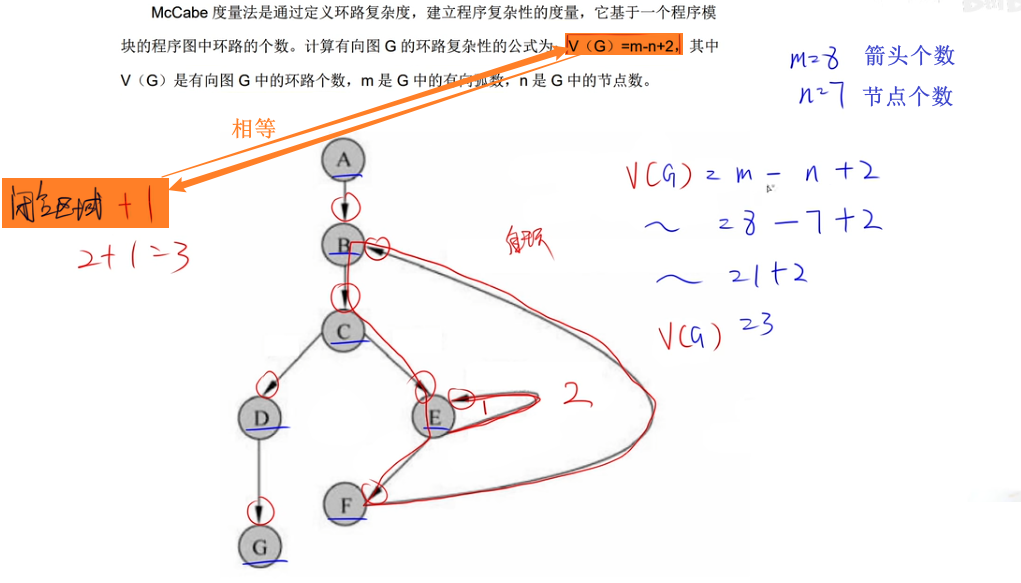 McCabe 度量法是通过定义环路复杂度，建立程序复杂性的度量，它基于一个程序模
块的程序图中环路的个数。计算有向图 G 的环路复杂性的公式为：V（G）=m-n+2，其中
V（G）是有向图 G 中的环路个数，m 是 G 中的有向弧数，n 是 G 中的节点数。
m=8 箭头个数
n=7 节点个数
相等
闭合区域 +1
2+1=3
V(G) = m - n +2
~ =8-7+2
~ =1+2
V(G) =3
自环
A
B
C
D
E
1
2
F
G